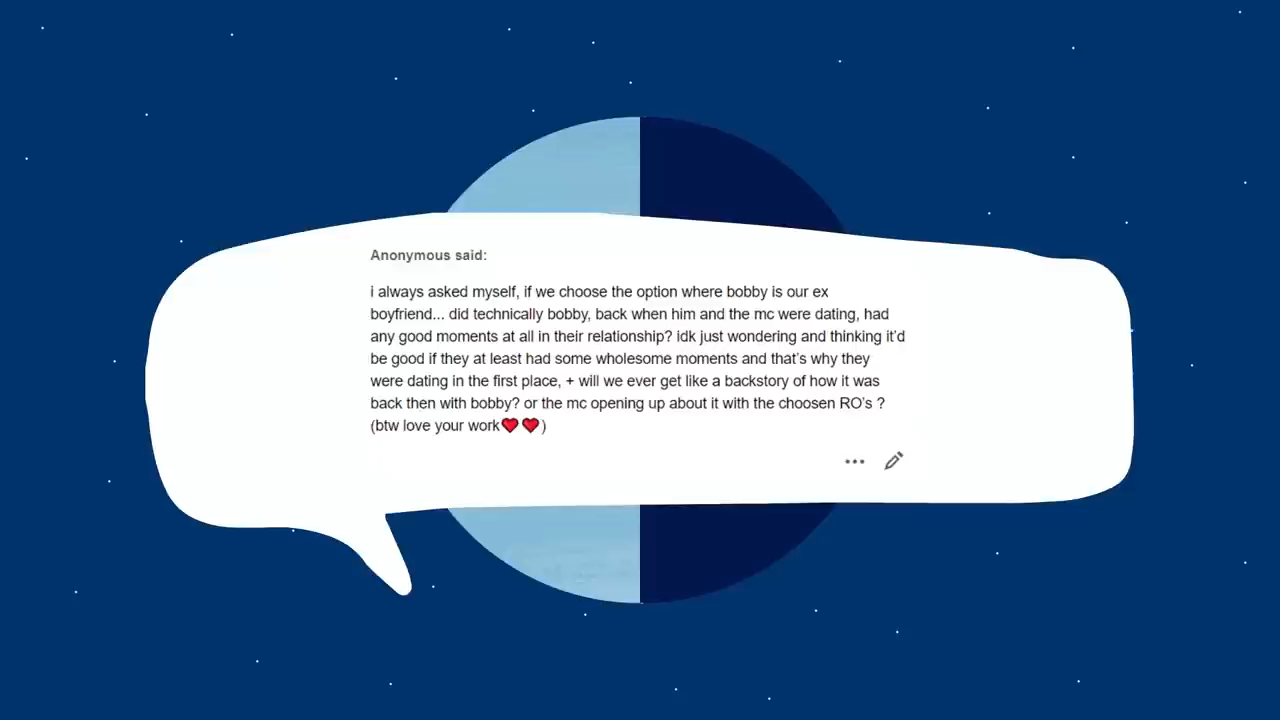 Anonymous said:
i always asked myself, if we choose the option where bobby is our ex
boyfriend... did technically bobby, back when him and the mc were dating, had
any good moments at all in their relationship? idk just wondering and thinking it'd
be good if they at least had some wholesome moments and that's why they
were dating in the first place, + will we ever get like a backstory of how it was
back then with bobby? or the mc opening up about it with the choosen RO's ?
(btw love your work❤️❤️)